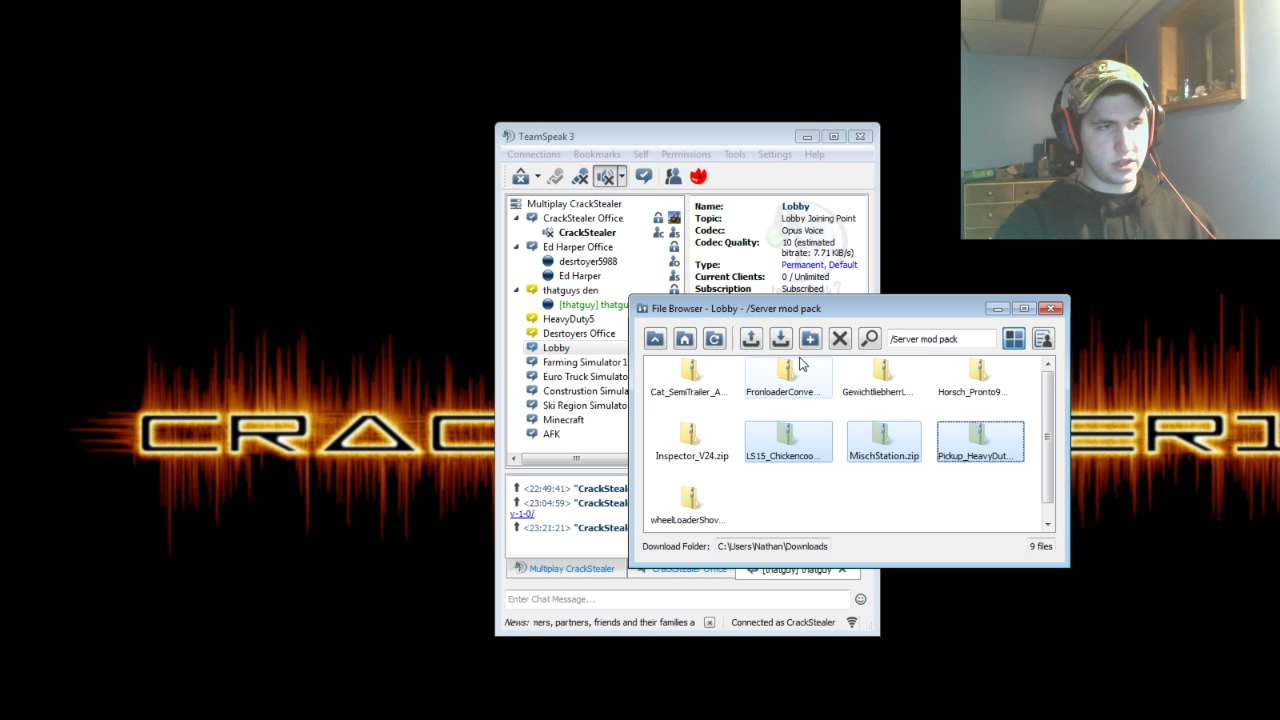 TeamSpeak 3
Connections Bookmarks Self Permissions Tools Settings Help
Multiplay CrackStealer
CrackStealer Office
CrackStealer
Ed Harper Office
desrtoyer5988
Ed Harper
thatguys den
[thatguy] thatgu
HeavyDuty5
Desrtoyers Office
Lobby
Farming Simulator 1
Euro Truck Simulato
Construstion Simula
Ski Region Simulato
Minecraft
AFK
Name: Lobby
Topic: Lobby Joining Point
Codec: Opus Voice
Codec Quality: 10 (estimated
bitrate: 7.71 KiB/s)
Type: Permanent, Default
Current Clients: 0 / Unlimited
Subscription Subscribed
File Browser - Lobby - /Server mod pack
/Server mod pack
Cat_SemiTrailer_A... FronloaderConve... GewichtliebherrL... Horsch_Pronto9...
Inspector_V24.zip LS15_Chickencoo... MischStation.zip Pickup_HeavyDut...
wheelLoaderShov...
Download Folder: C:\Users\Nathan\Downloads 9 files
<22:49:41> "CrackSteal
<23:04:59> "CrackSteal
v-1-0/
<23:21:21> "CrackSteal
Multiplay CrackStealer CrackStealer Office [thatguy] thatguy
Enter Chat Message...
News: ners, partners, friends and their families a Connected as CrackStealer
CRAC
ER1